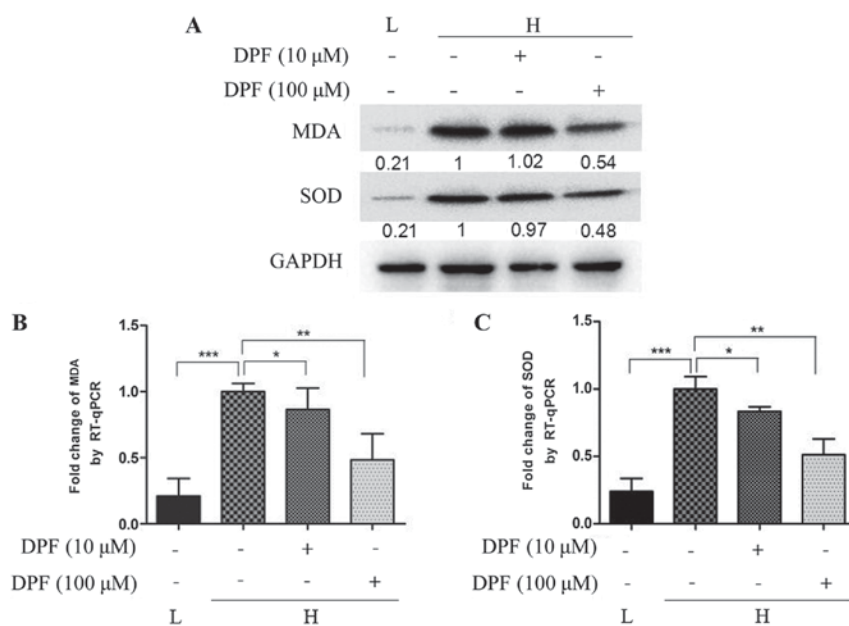 A
L H
DPF (10 μM) - - + -
DPF (100 μM) - - - +
MDA
0.21 1 1.02 0.54
SOD
0.21 1 0.97 0.48
GAPDH
B
Fold change of MDA
by RT-qPCR
1.5
1.0
0.5
0.0
*** * **
DPF (10 μM) - - + -
DPF (100 μM) - - - +
L H
C
Fold change of SOD
by RT-qPCR
1.5
1.0
0.5
0.0
*** * **
DPF (10 μM) - - + -
DPF (100 μM) - - - +
L H